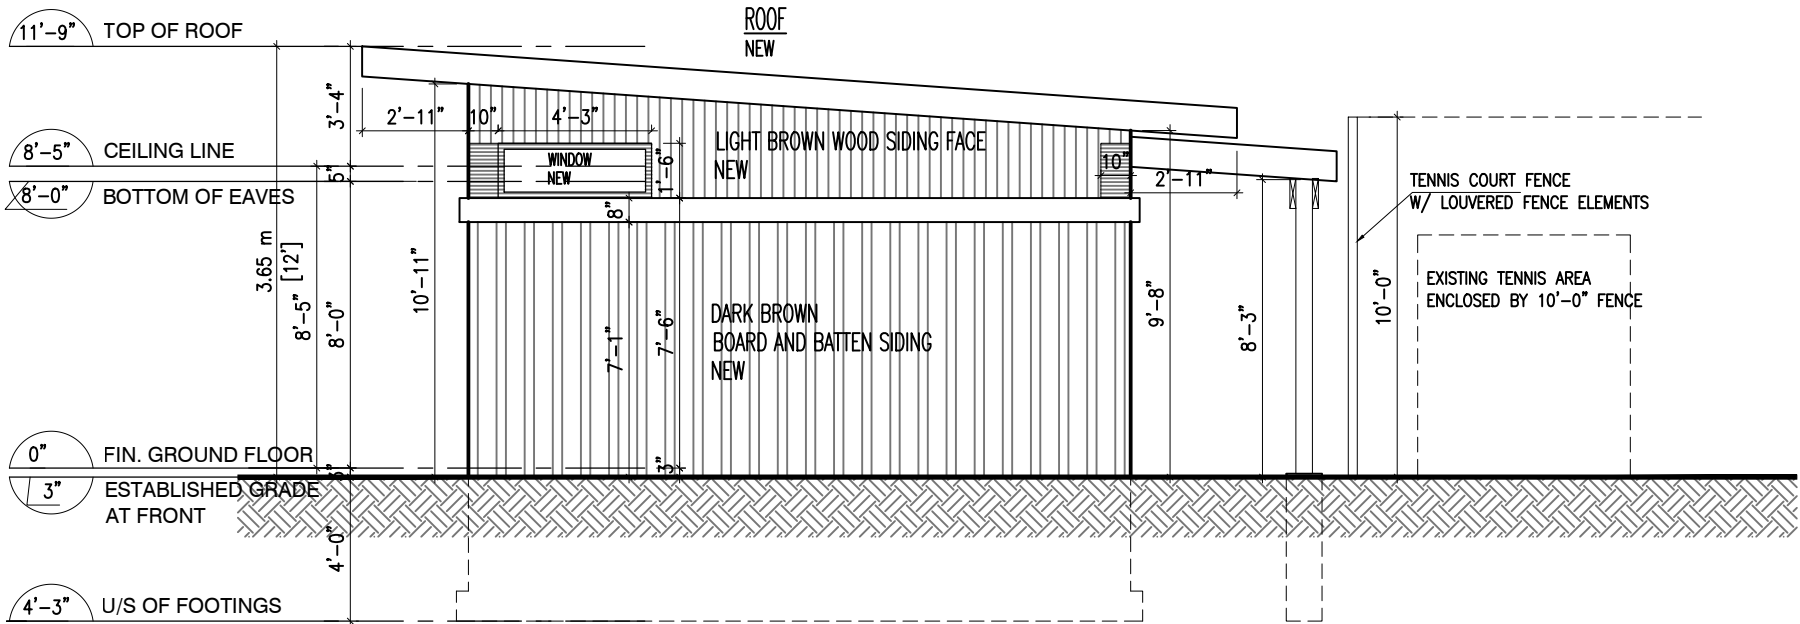 ROOF
NEW
11'-9" TOP OF ROOF
3'-4"
2'-11"
10"
4'-3"
LIGHT BROWN WOOD SIDING FACE
NEW
8'-5" CEILING LINE
WINDOW
NEW
1'-6"
10"
2'-11"
5"
8'-0" BOTTOM OF EAVES
8"
TENNIS COURT FENCE
W/ LOUVERED FENCE ELEMENTS
3.65 m
[12']
8'-5"
8'-0"
10'-11"
7'-1"
7'-6"
DARK BROWN
BOARD AND BATTEN SIDING
NEW
9'-8"
8'-3"
10'-0"
EXISTING TENNIS AREA
ENCLOSED BY 10'-0" FENCE
0" FIN. GROUND FLOOR
3"
3"
3" ESTABLISHED GRADE
AT FRONT
4'-0"
4'-3" U/S OF FOOTINGS